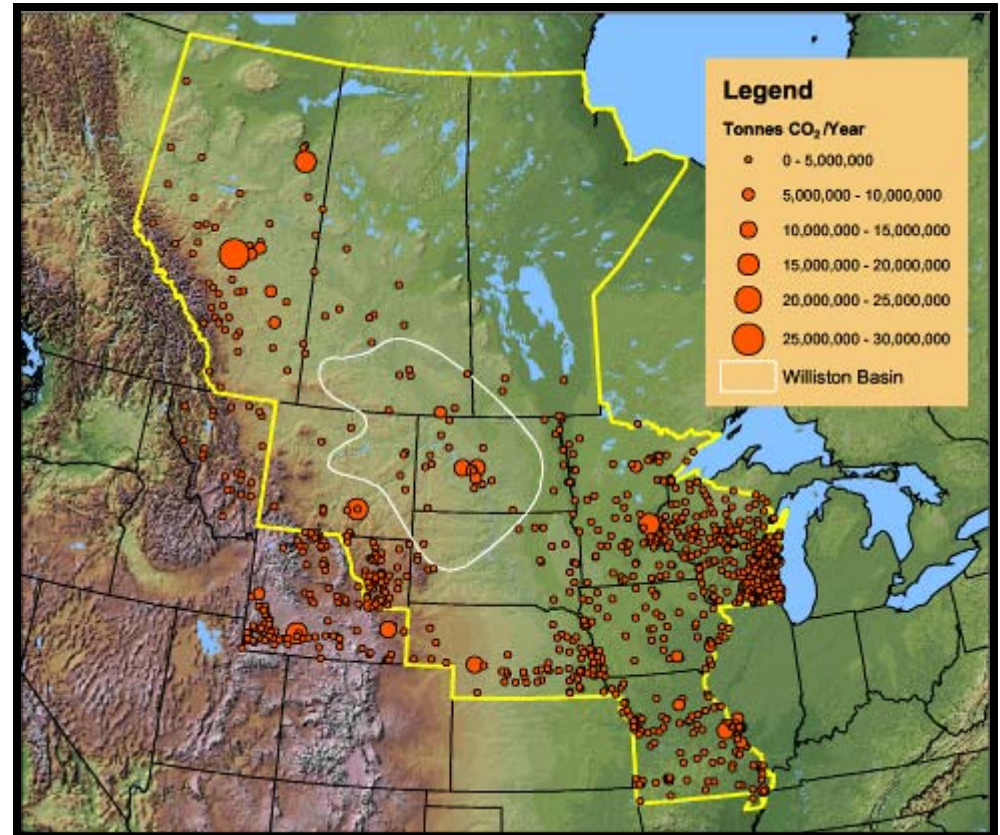 Legend
Tonnes CO₂/Year
0 - 5,000,000
5,000,000 - 10,000,000
10,000,000 - 15,000,000
15,000,000 - 20,000,000
20,000,000 - 25,000,000
25,000,000 - 30,000,000
Williston Basin